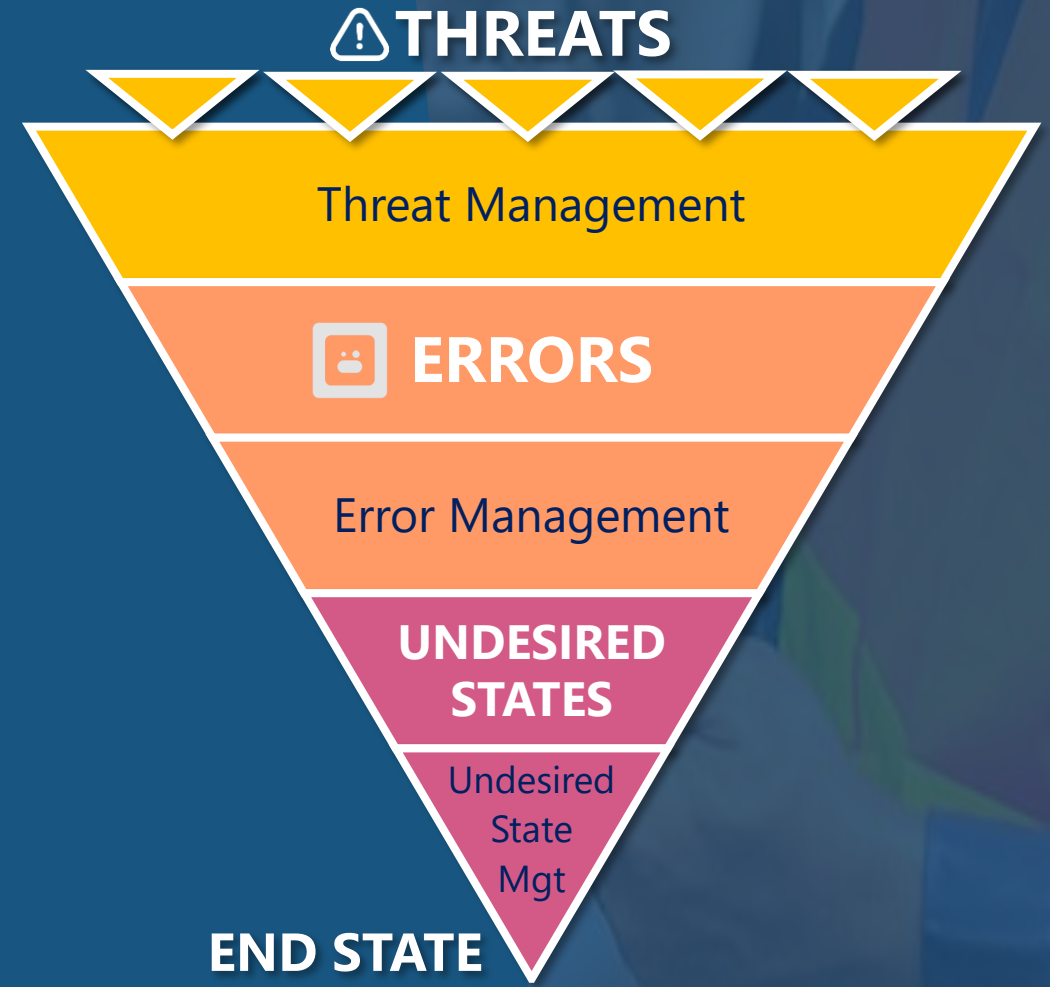 THREATS
Threat Management
ERRORS
Error Management
UNDESIRED
STATES
Undesired
State
Mgt
END STATE